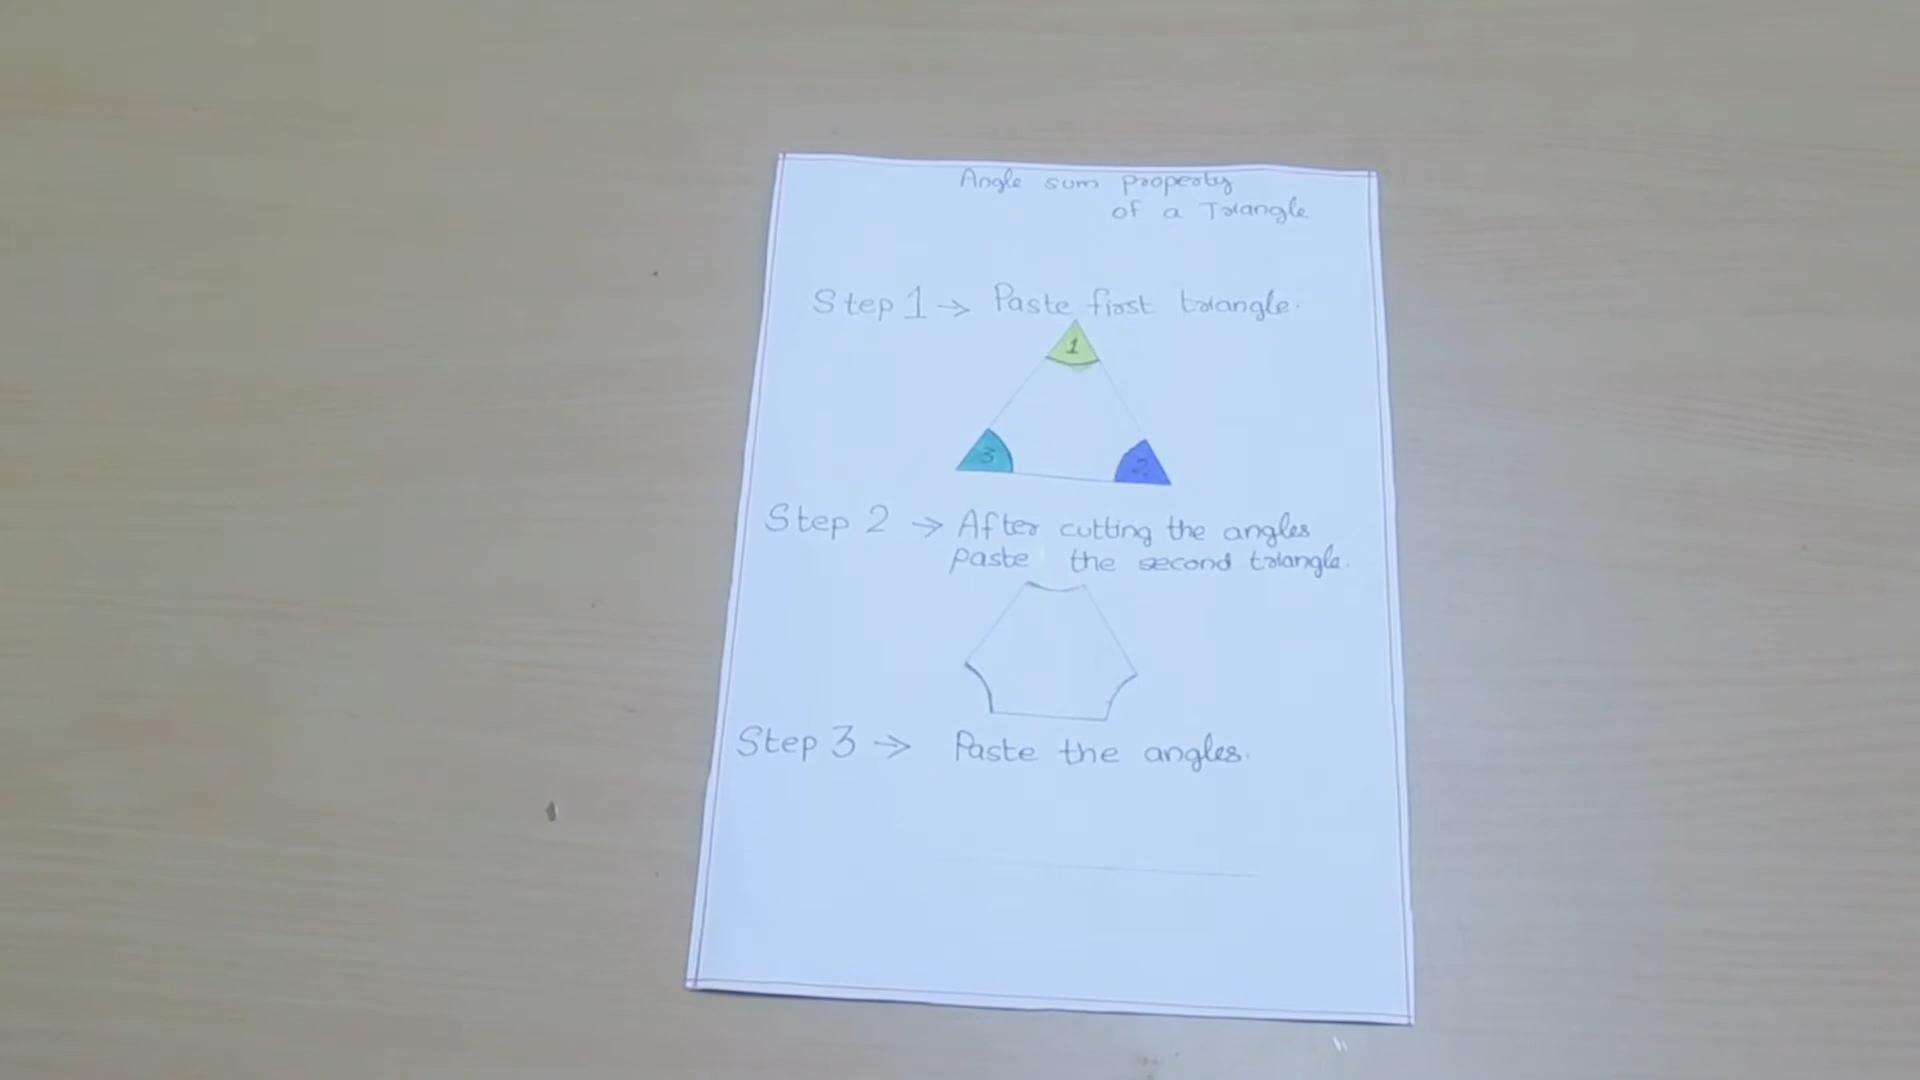 Angle sum property
of a Triangle
Step 1 → Paste first triangle.
1
3
2
Step 2 → After cutting the angles
paste the second triangle.
Step 3 → Paste the angles.